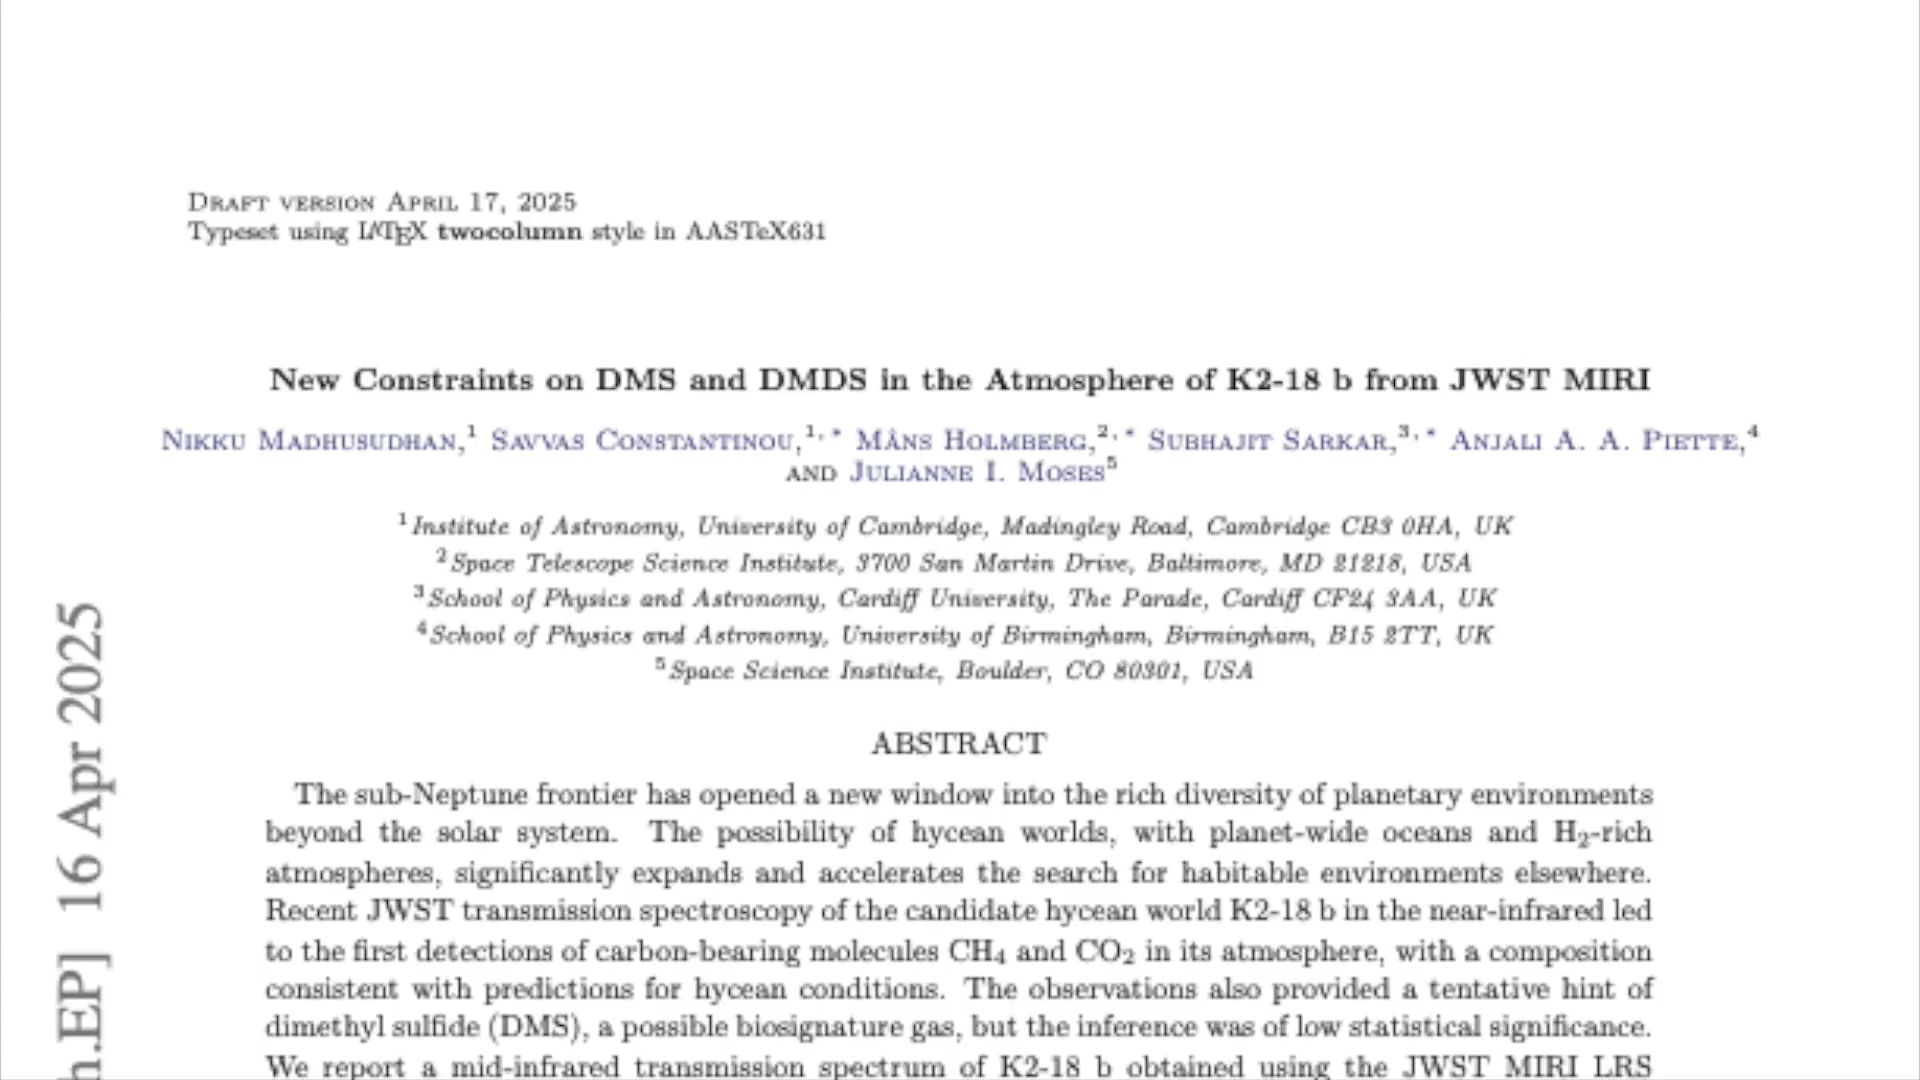 Draft version April 17, 2025
Typeset using LATEX twocolumn style in AASTeX631
New Constraints on DMS and DMDS in the Atmosphere of K2-18 b from JWST MIRI
Nikku Madhusudhan,1 Savvas Constantinou,1,* Måns Holmberg,2,* Subhajit Sarkar,3,* Anjali A. A. Piette,4
and Julianne I. Moses5
1Institute of Astronomy, University of Cambridge, Madingley Road, Cambridge CB3 0HA, UK
2Space Telescope Science Institute, 3700 San Martin Drive, Baltimore, MD 21218, USA
3School of Physics and Astronomy, Cardiff University, The Parade, Cardiff CF24 3AA, UK
4School of Physics and Astronomy, University of Birmingham, Birmingham, B15 2TT, UK
5Space Science Institute, Boulder, CO 80301, USA
ABSTRACT
The sub-Neptune frontier has opened a new window into the rich diversity of planetary environments
beyond the solar system. The possibility of hycean worlds, with planet-wide oceans and H2-rich
atmospheres, significantly expands and accelerates the search for habitable environments elsewhere.
Recent JWST transmission spectroscopy of the candidate hycean world K2-18 b in the near-infrared led
to the first detections of carbon-bearing molecules CH4 and CO2 in its atmosphere, with a composition
consistent with predictions for hycean conditions. The observations also provided a tentative hint of
dimethyl sulfide (DMS), a possible biosignature gas, but the inference was of low statistical significance.
We report a mid-infrared transmission spectrum of K2-18 b obtained using the JWST MIRI LRS
h.EP] 16 Apr 2025